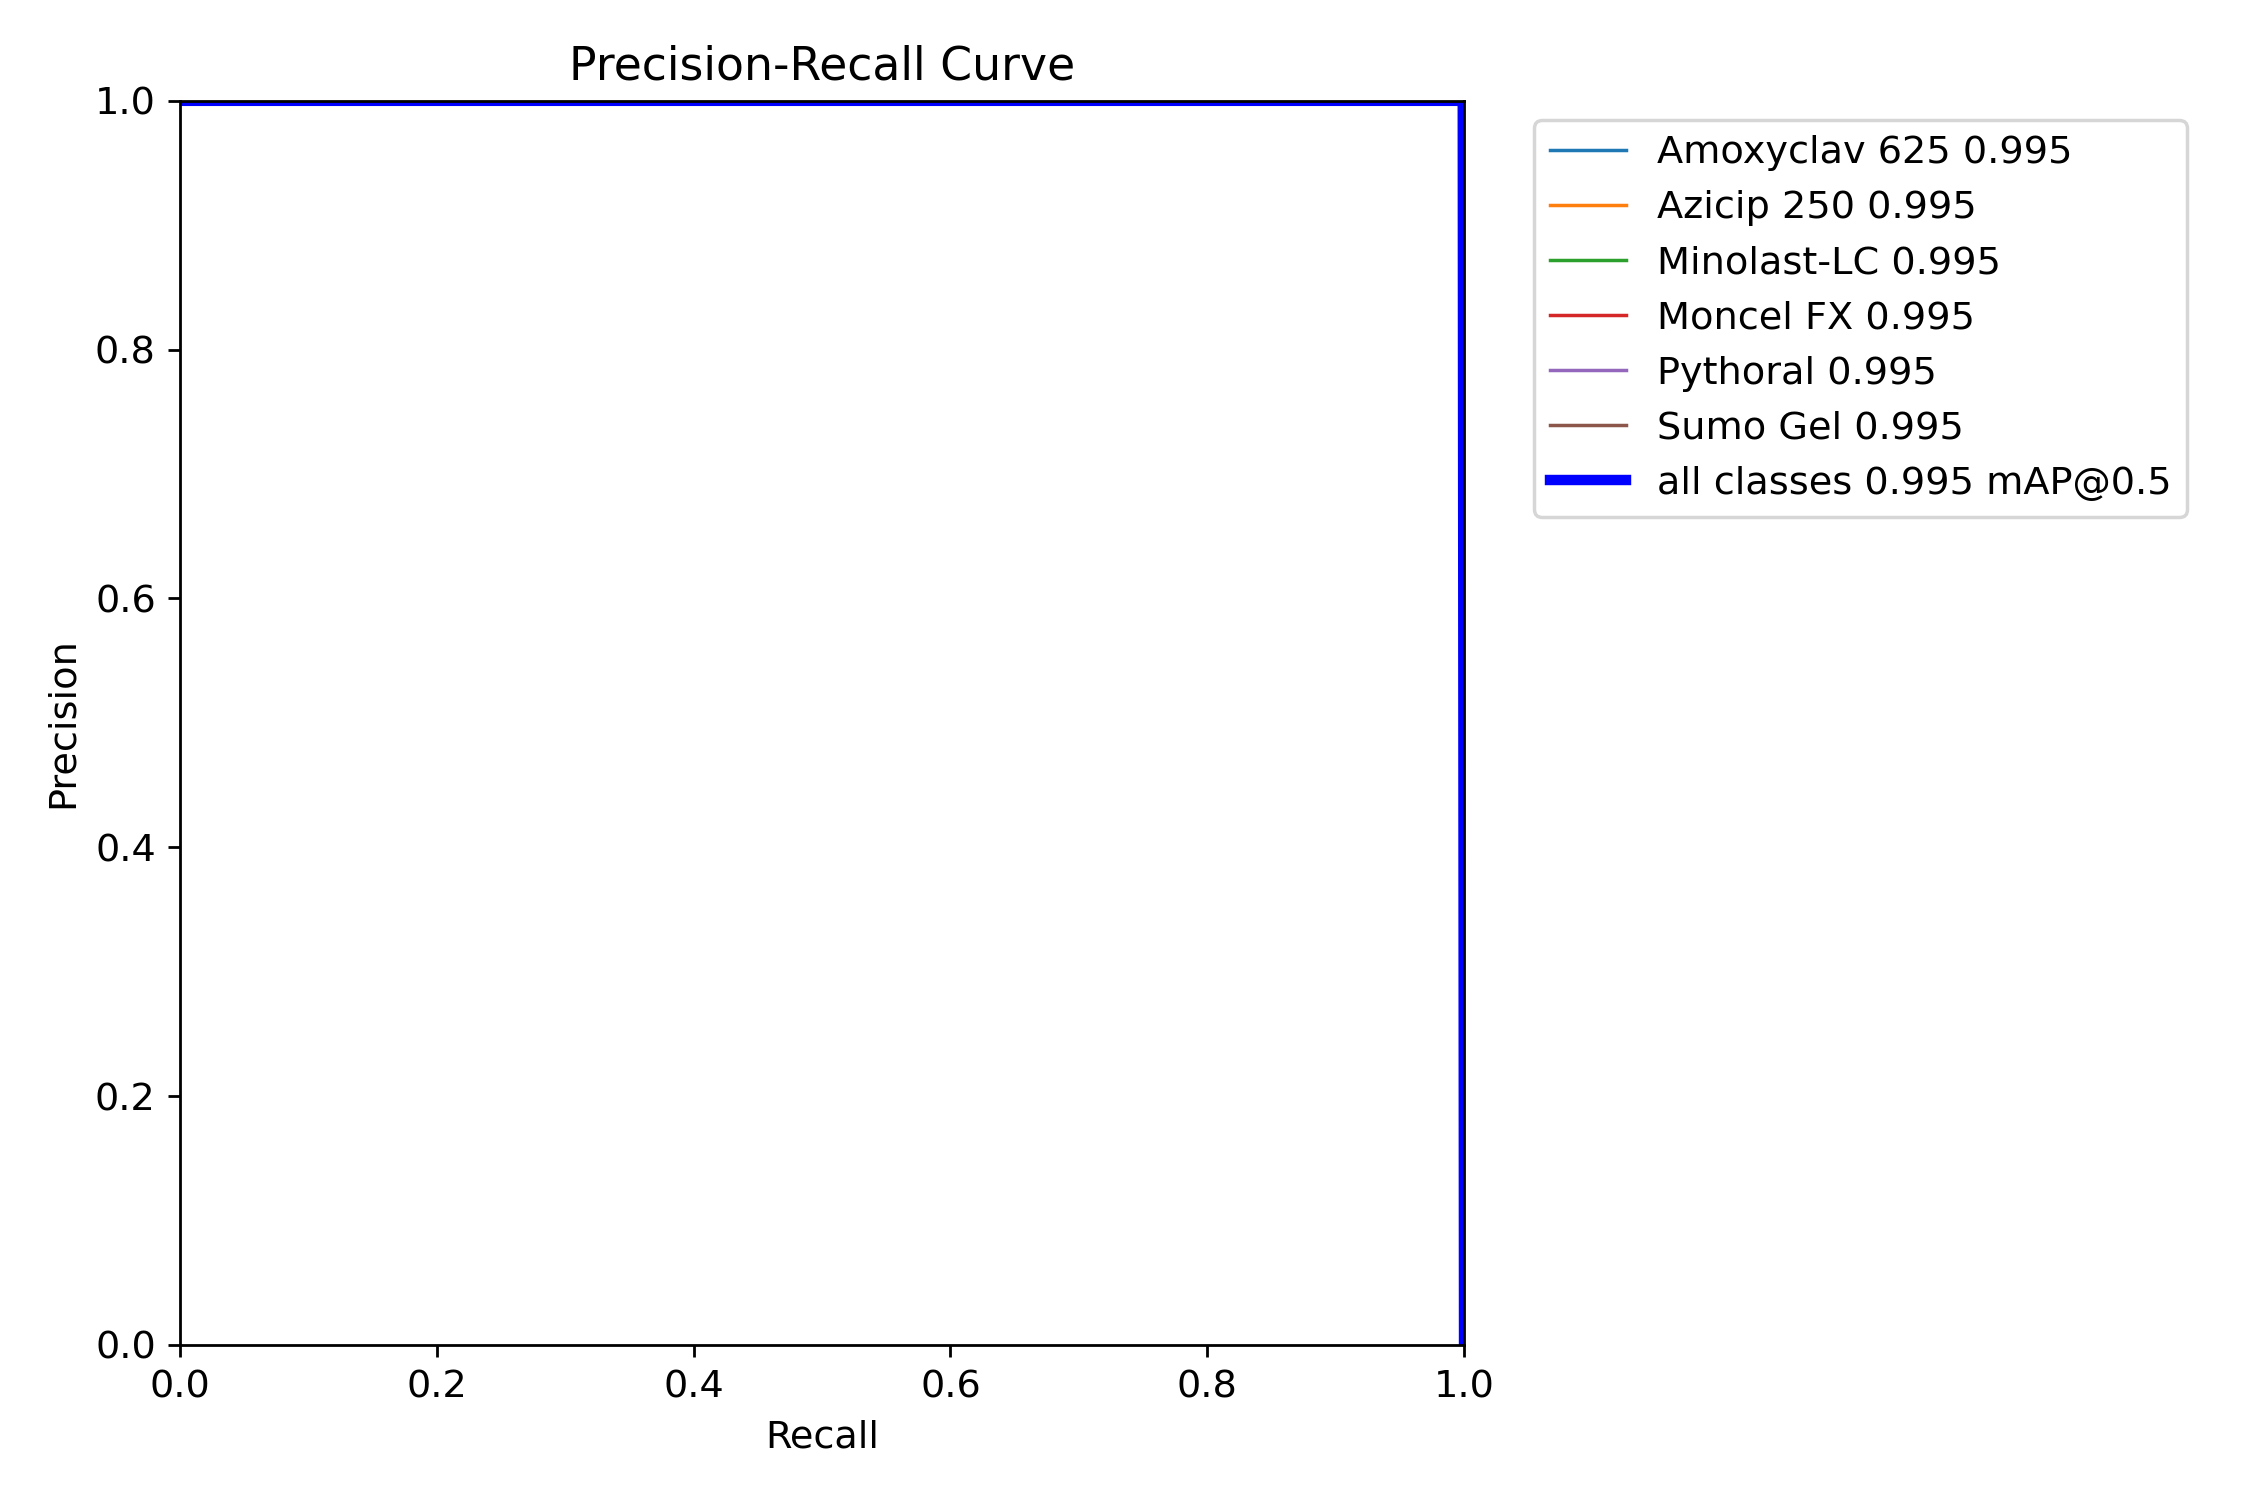 Precision-Recall Curve
1.0
0.8
0.6
0.4
0.2
0.0
Precision
0.0 0.2 0.4 0.6 0.8 1.0
Recall
Amoxyclav 625 0.995
Azicip 250 0.995
Minolast-LC 0.995
Moncel FX 0.995
Pythoral 0.995
Sumo Gel 0.995
all classes 0.995 mAP@0.5